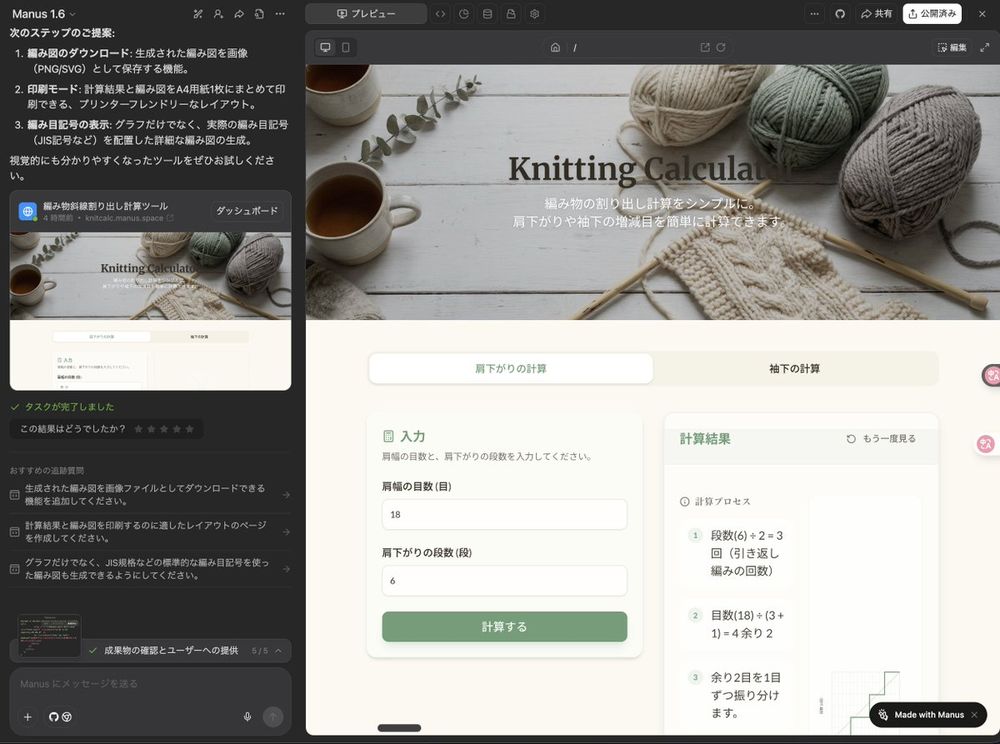 Manus 1.6
次のステップのご提案:
1. 編み図のダウンロード: 生成された編み図を画像
（PNG/SVG）として保存する機能。
2. 印刷モード: 計算結果と編み図をA4用紙1枚にまとめて印
刷できる、プリンターフレンドリーなレイアウト。
3. 編み目記号の表示: グラフだけでなく、実際の編み目記号
（JIS記号など）を配置した詳細な編み図の生成。
視覚的にも分かりやすくなったツールをぜひお試しくださ
い。
編み物斜線割り出し計算ツール
4 時間前・knitcalc.manus.space
ダッシュボード
Knitting Calculator
肩下がりの計算
袖下の計算
入力
タスクが完了しました
この結果はどうでしたか？
おすすめの追跡質問
生成された編み図を画像ファイルとしてダウンロードできる
機能を追加してください。
計算結果と編み図を印刷するのに適したレイアウトのページ
を作成してください。
グラフだけでなく、JIS規格などの標準的な編み目記号を使っ
た編み図も生成できるようにしてください。
成果物の確認とユーザーへの提供 5/5
Manus にメッセージを送る
プレビュー
共有
公開済み
/
編集
Knitting Calculator
編み物の割り出し計算をシンプルに。
肩下がりや袖下の増減目を簡単に計算できます。
肩下がりの計算
袖下の計算
入力
肩幅の目数と、肩下がりの段数を入力してください。
肩幅の目数 (目)
18
肩下がりの段数 (段)
6
計算する
計算結果
もう一度見る
計算プロセス
1 段数(6) ÷ 2 = 3
回（引き返し
編みの回数）
2 目数(18) ÷ (3 +
1) = 4 余り 2
3 余り2目を1目
ずつ振り分け
ます。
Made with Manus